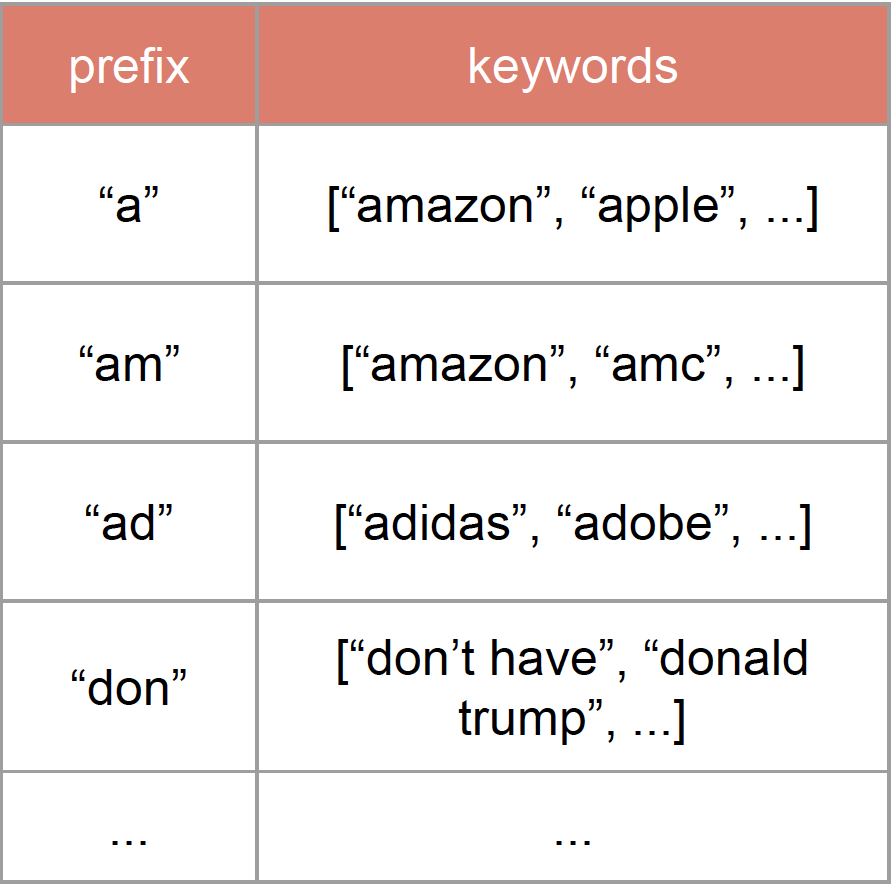 prefix keywords
“a” [“amazon”, “apple”, ...]
“am” [“amazon”, “amc”, ...]
“ad” [“adidas”, “adobe”, ...]
“don” [“don’t have”, “donald
trump”, ...]
... ...